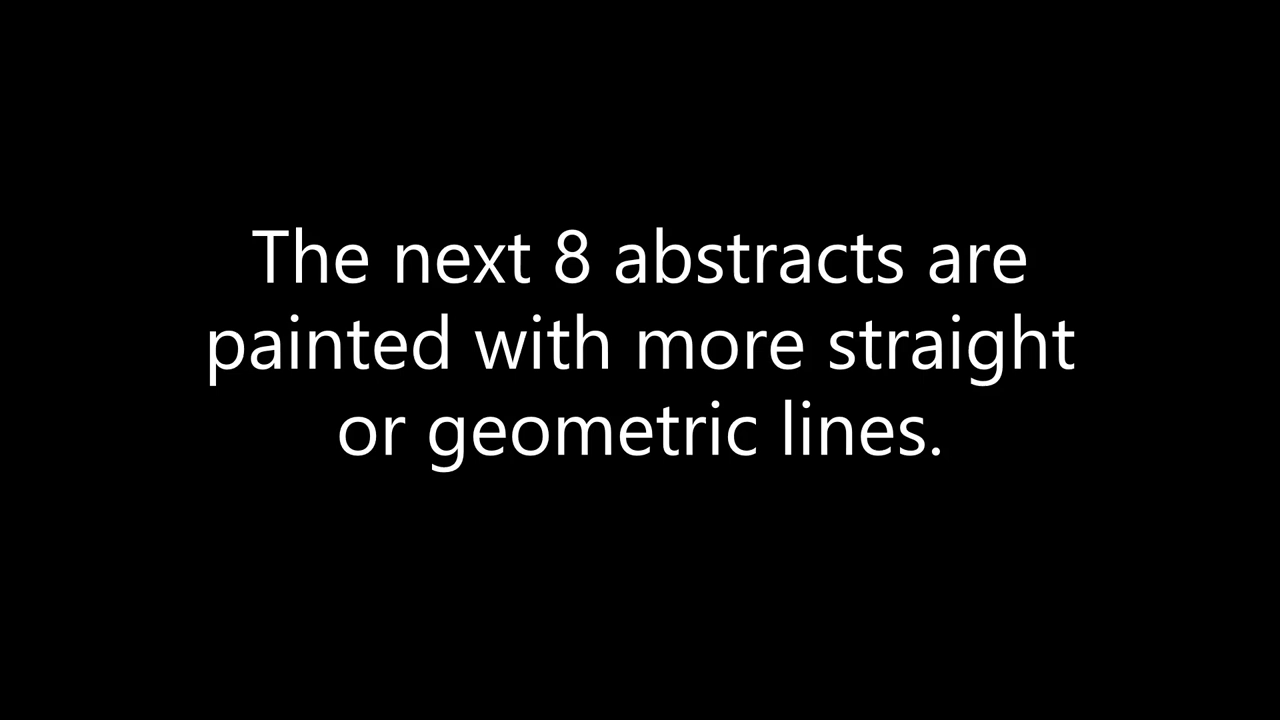 The next 8 abstracts are
painted with more straight
or geometric lines.